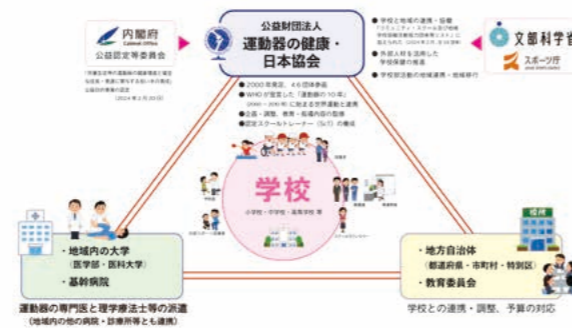 内閣府
Cabinet Office
公益認定等委員会
公益財団法人
運動器の健康・
日本協会
● 学校と地域の連携・協働
● 外部人材を活用した
学校保健の推進
● 学校部活動の地域連携・地域移行
文部科学省
スポーツ庁
● 2000年発足、46団体参画
● WHOが宣言した「運動器の10年」
に始まる世界運動と連携
● 企画・調整、教育・指導内容の監修
● 認定スクールトレーナー（ScT）の養成
学校
小学校・中学校・高等学校 等
・地域内の大学
（医学部・医科大学）
・基幹病院
運動器の専門医と理学療法士等の派遣
（地域内の他の病院・診療所等とも連携）
役所
・地方自治体
（都道府県・市町村・特別区）
・教育委員会
学校との連携・調整、予算の対応